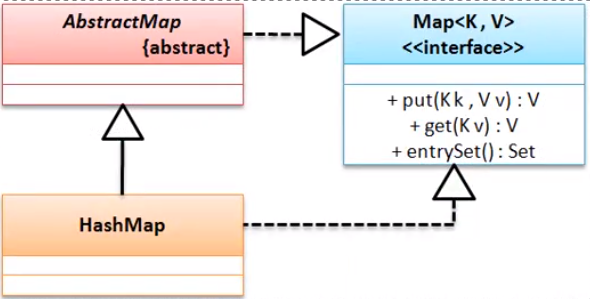 AbstractMap
{abstract}
Map<K, V>
<<interface>>
+ put(K k , V v) : V
+ get(K v) : V
+ entrySet() : Set
HashMap